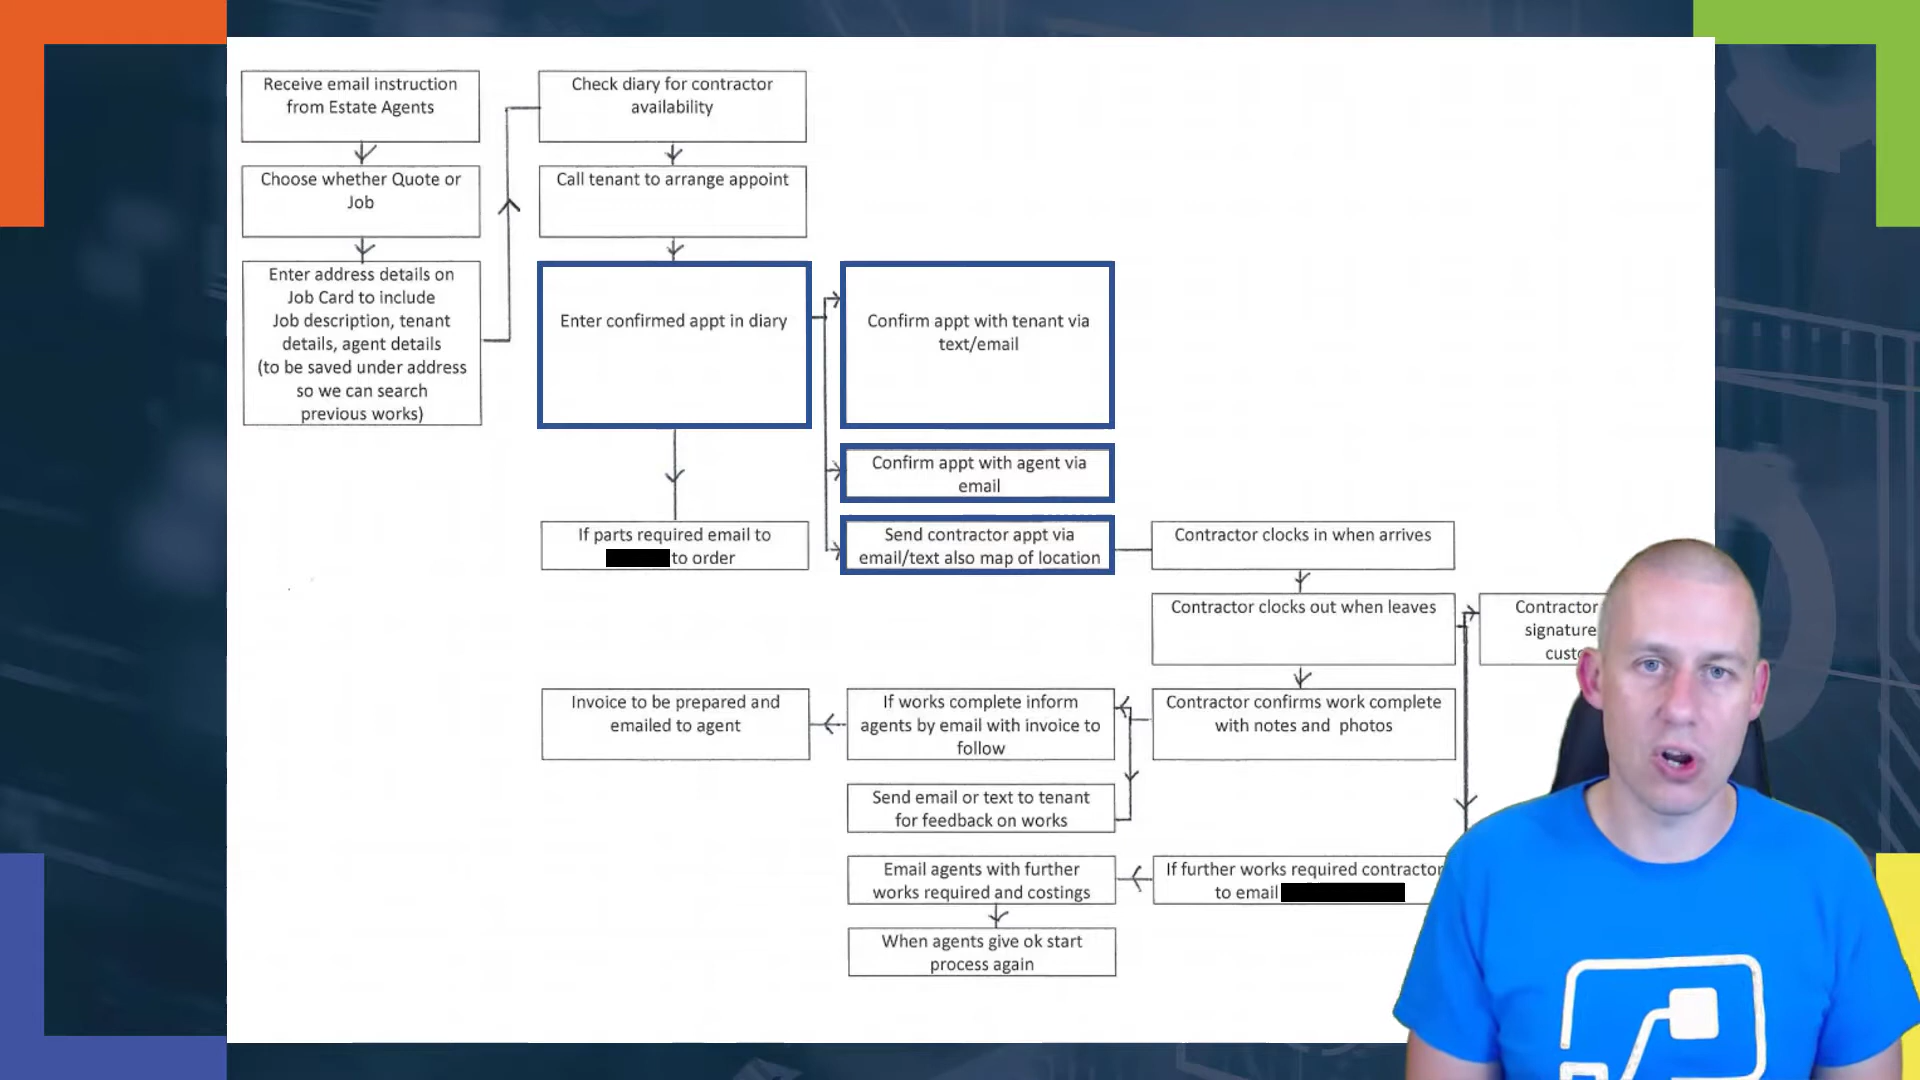 Receive email instruction
from Estate Agents
Choose whether Quote or
Job
Enter address details on
Job Card to include
Job description, tenant
details, agent details
(to be saved under address
so we can search
previous works)
Check diary for contractor
availability
Call tenant to arrange appoint
Enter confirmed appt in diary
Confirm appt with tenant via
text/email
Confirm appt with agent via
email
If parts required email to
to order
Send contractor appt via
email/text also map of location
Contractor clocks in when arrives
Contractor clocks out when leaves
Contractor
signature
Contractor confirms work complete
with notes and photos
If works complete inform
agents by email with invoice to
follow
Invoice to be prepared and
emailed to agent
Send email or text to tenant
for feedback on works
If further works required contractor
to email
Email agents with further
works required and costings
When agents give ok start
process again